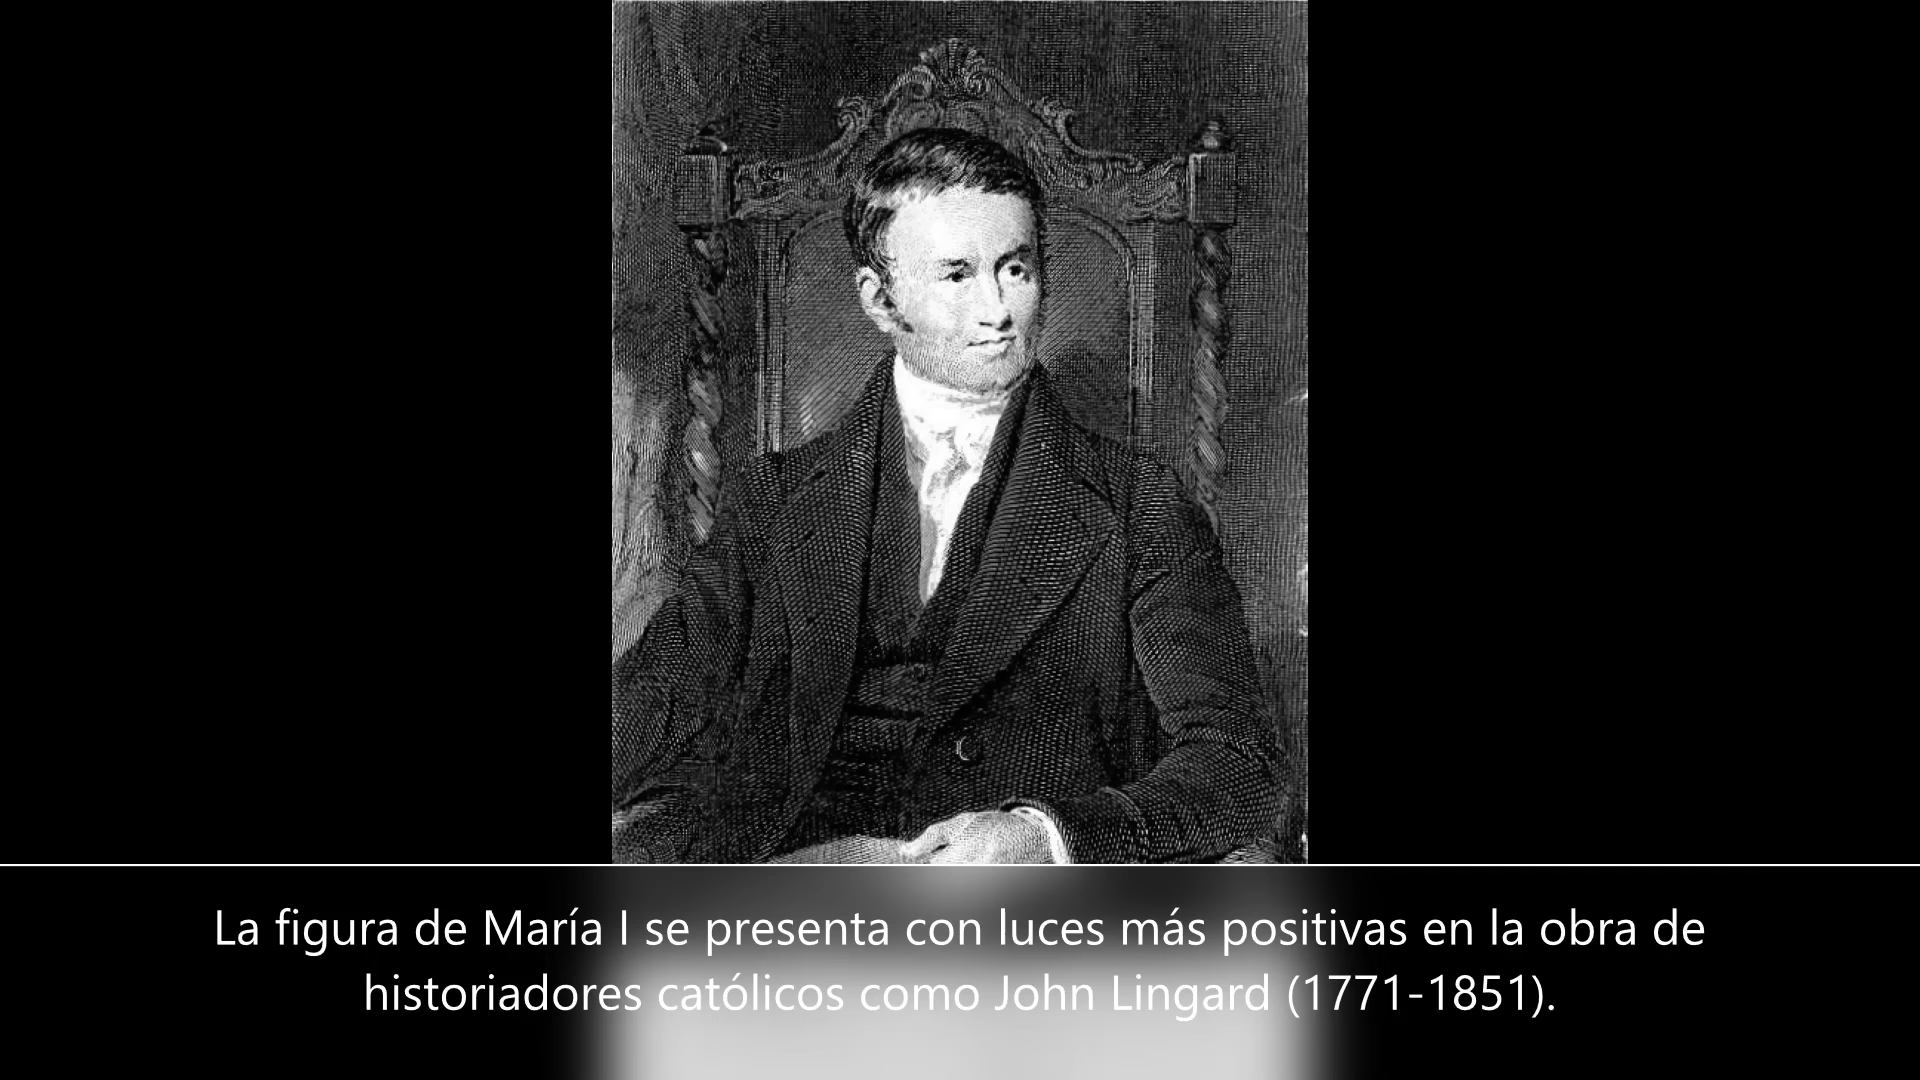 La figura de María I se presenta con luces más positivas en la obra de
historiadores católicos como John Lingard (1771-1851).